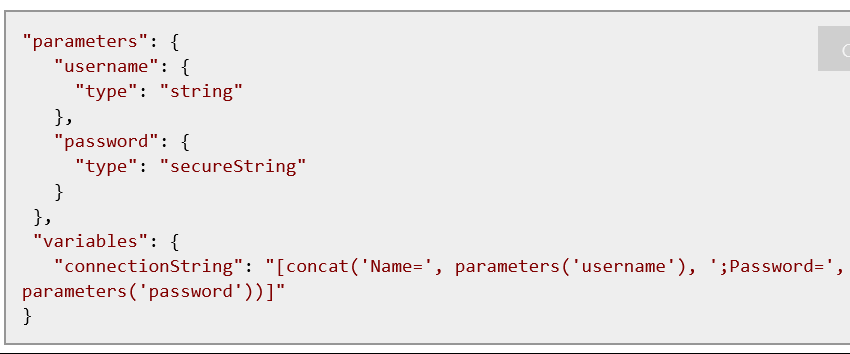 "parameters": {
"username": {
"type": "string"
},
"password": {
"type": "secureString"
}
},
"variables": {
"connectionString": "[concat('Name=', parameters('username'), ';Password=',
parameters('password'))]"
}